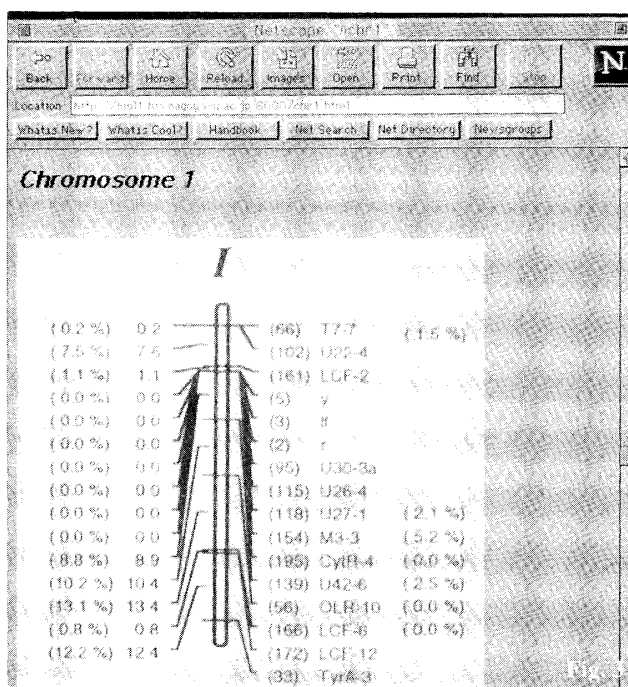 Netscape: chr1
Back Forward Home Reload Images Open Print Find Stop
N
Location:
What's New? What's Cool? Handbook Net Search Net Directory Newsgroups
Chromosome 1
I
(0.2 %) 0.2 (66) T7-7 (1.5 %)
(7.5 %) 7.6 (102) U22-4
(1.1 %) 1.1 (161) LCF-2
(0.0 %) 0.0 (5) y
(0.0 %) 0.0 (3)
(0.0 %) 0.0 (2) r
(0.0 %) 0.0 (95) U30-3a
(0.0 %) 0.0 (115) U26-4
(0.0 %) 0.0 (118) U27-1 (2.1 %)
(0.0 %) 0.0 (154) M3-3 (5.2 %)
(8.8 %) 8.9 (195) CytR-4 (0.0 %)
(10.2 %) 10.4 (139) U42-6 (2.5 %)
(13.1 %) 13.4 (56) OLR-10 (0.0 %)
(0.8 %) 0.8 (166) LCF-6 (0.0 %)
(12.2 %) 12.4 (172) LCF-12
(33) TyrA-3